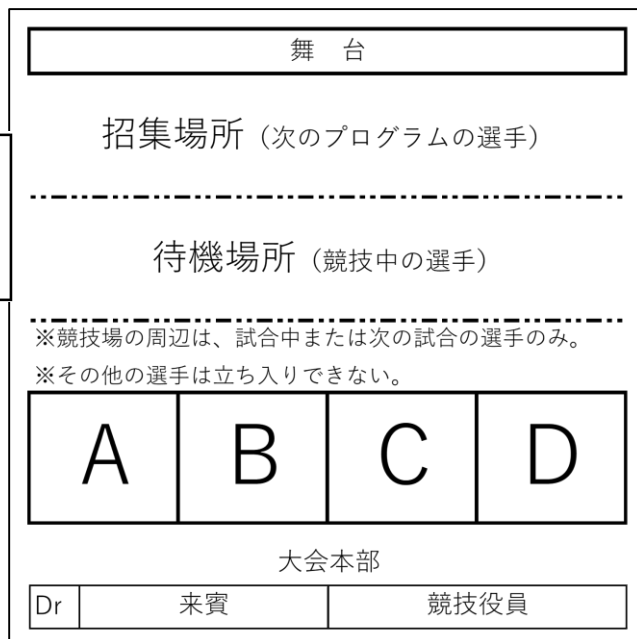 舞 台
招集場所（次のプログラムの選手）
待機場所（競技中の選手）
※競技場の周辺は、試合中または次の試合の選手のみ。
※その他の選手は立ち入りできない。
A B C D
大会本部
Dr 来賓 競技役員